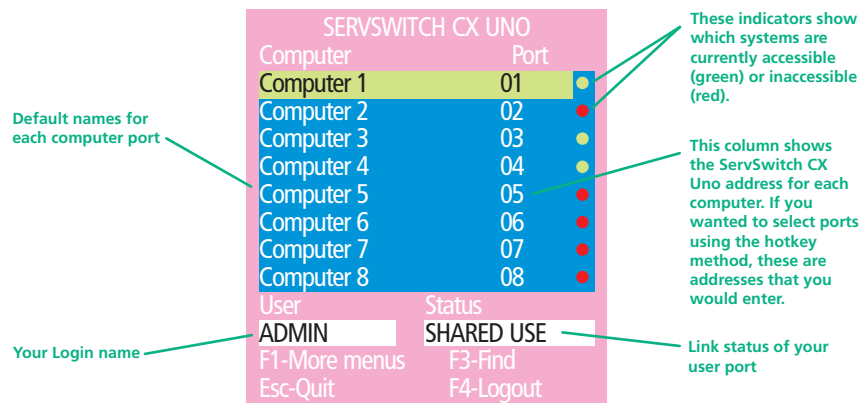 SERVSWITCH CX UNO
Computer Port
Computer 1 01
Computer 2 02
Computer 3 03
Computer 4 04
Computer 5 05
Computer 6 06
Computer 7 07
Computer 8 08
User Status
ADMIN SHARED USE
F1-More menus F3-Find
Esc-Quit F4-Logout
Default names for
each computer port
Your Login name
These indicators show
which systems are
currently accessible
(green) or inaccessible
(red).
This column shows
the ServSwitch CX
Uno address for each
computer. If you
wanted to select ports
using the hotkey
method, these are
addresses that you
would enter.
Link status of your
user port